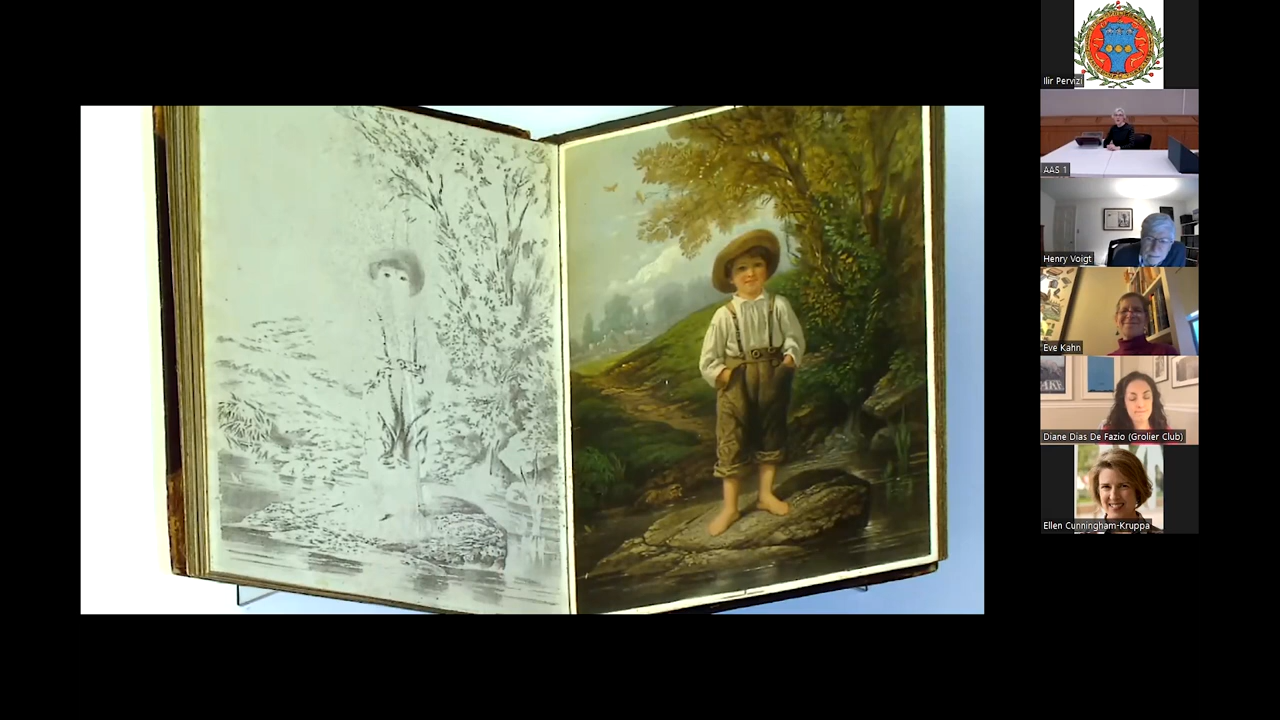 Ilir Pervizi
AAS 1
Henry Voigt
Eve Kahn
Diane Dias De Fazio (Grolier Club)
Ellen Cunningham-Kruppa